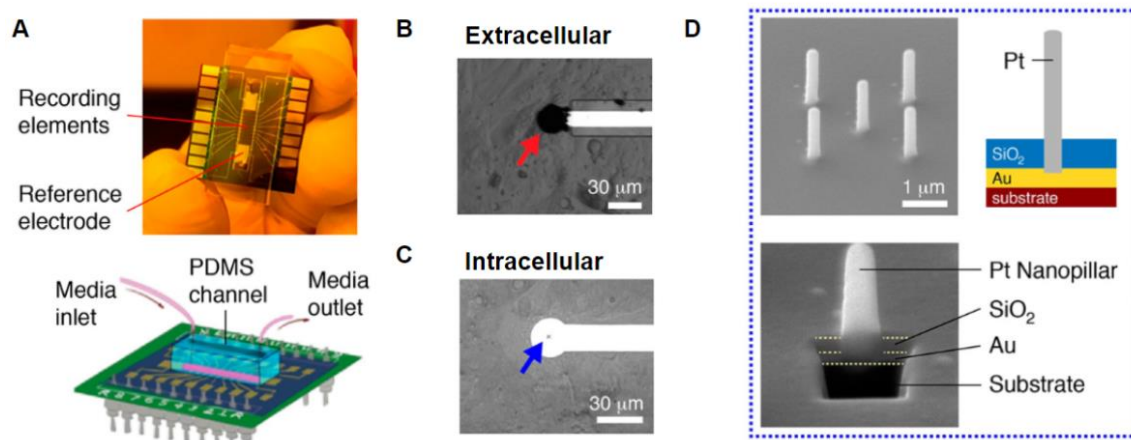 A
Recording
elements
Reference
electrode
Media
inlet
PDMS
channel
Media
outlet
B
Extracellular
30 μm
C
Intracellular
30 μm
D
1 μm
Pt
SiO₂
Au
substrate
Pt Nanopillar
SiO₂
Au
Substrate